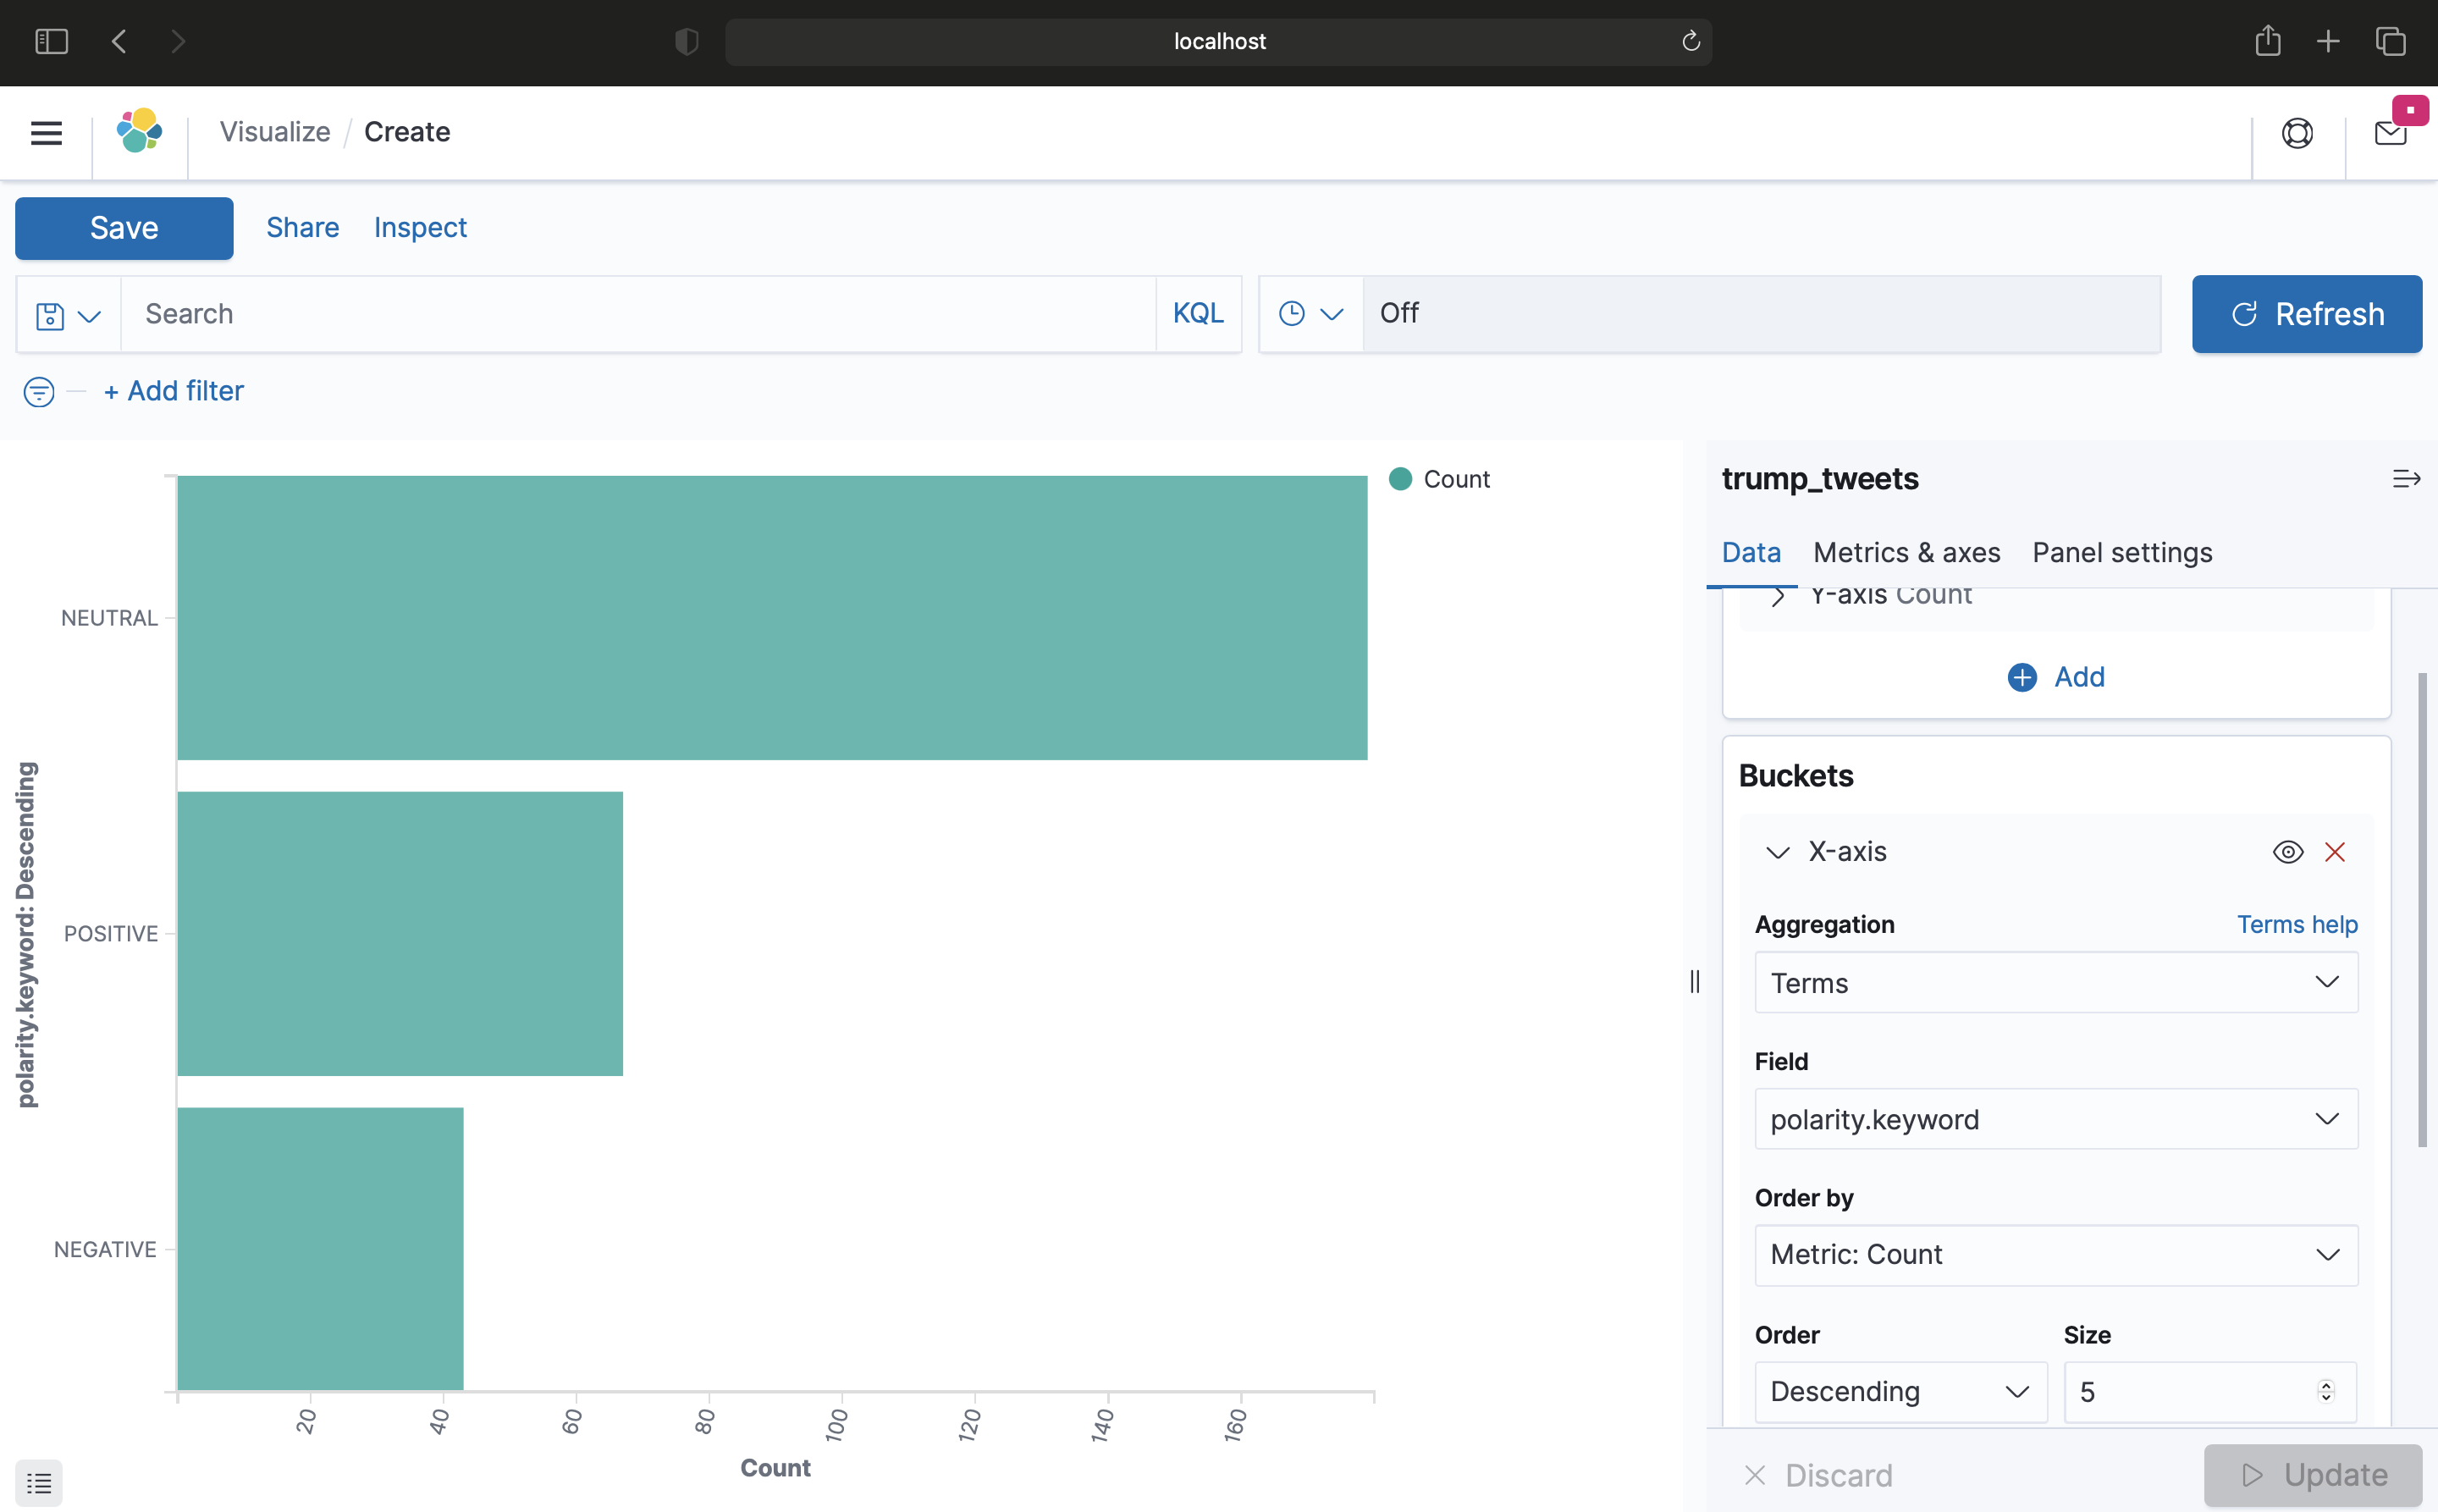 localhost
Visualize / Create
Save Share Inspect
Search KQL Off Refresh
+ Add filter
Count
NEUTRAL
POSITIVE
NEGATIVE
polarity.keyword: Descending
20 40 60 80 100 120 140 160
Count
trump_tweets
Data Metrics & axes Panel settings
Y-axis Count
Add
Buckets
X-axis
Aggregation Terms help
Terms
Field
polarity.keyword
Order by
Metric: Count
Order Size
Descending 5
Discard Update